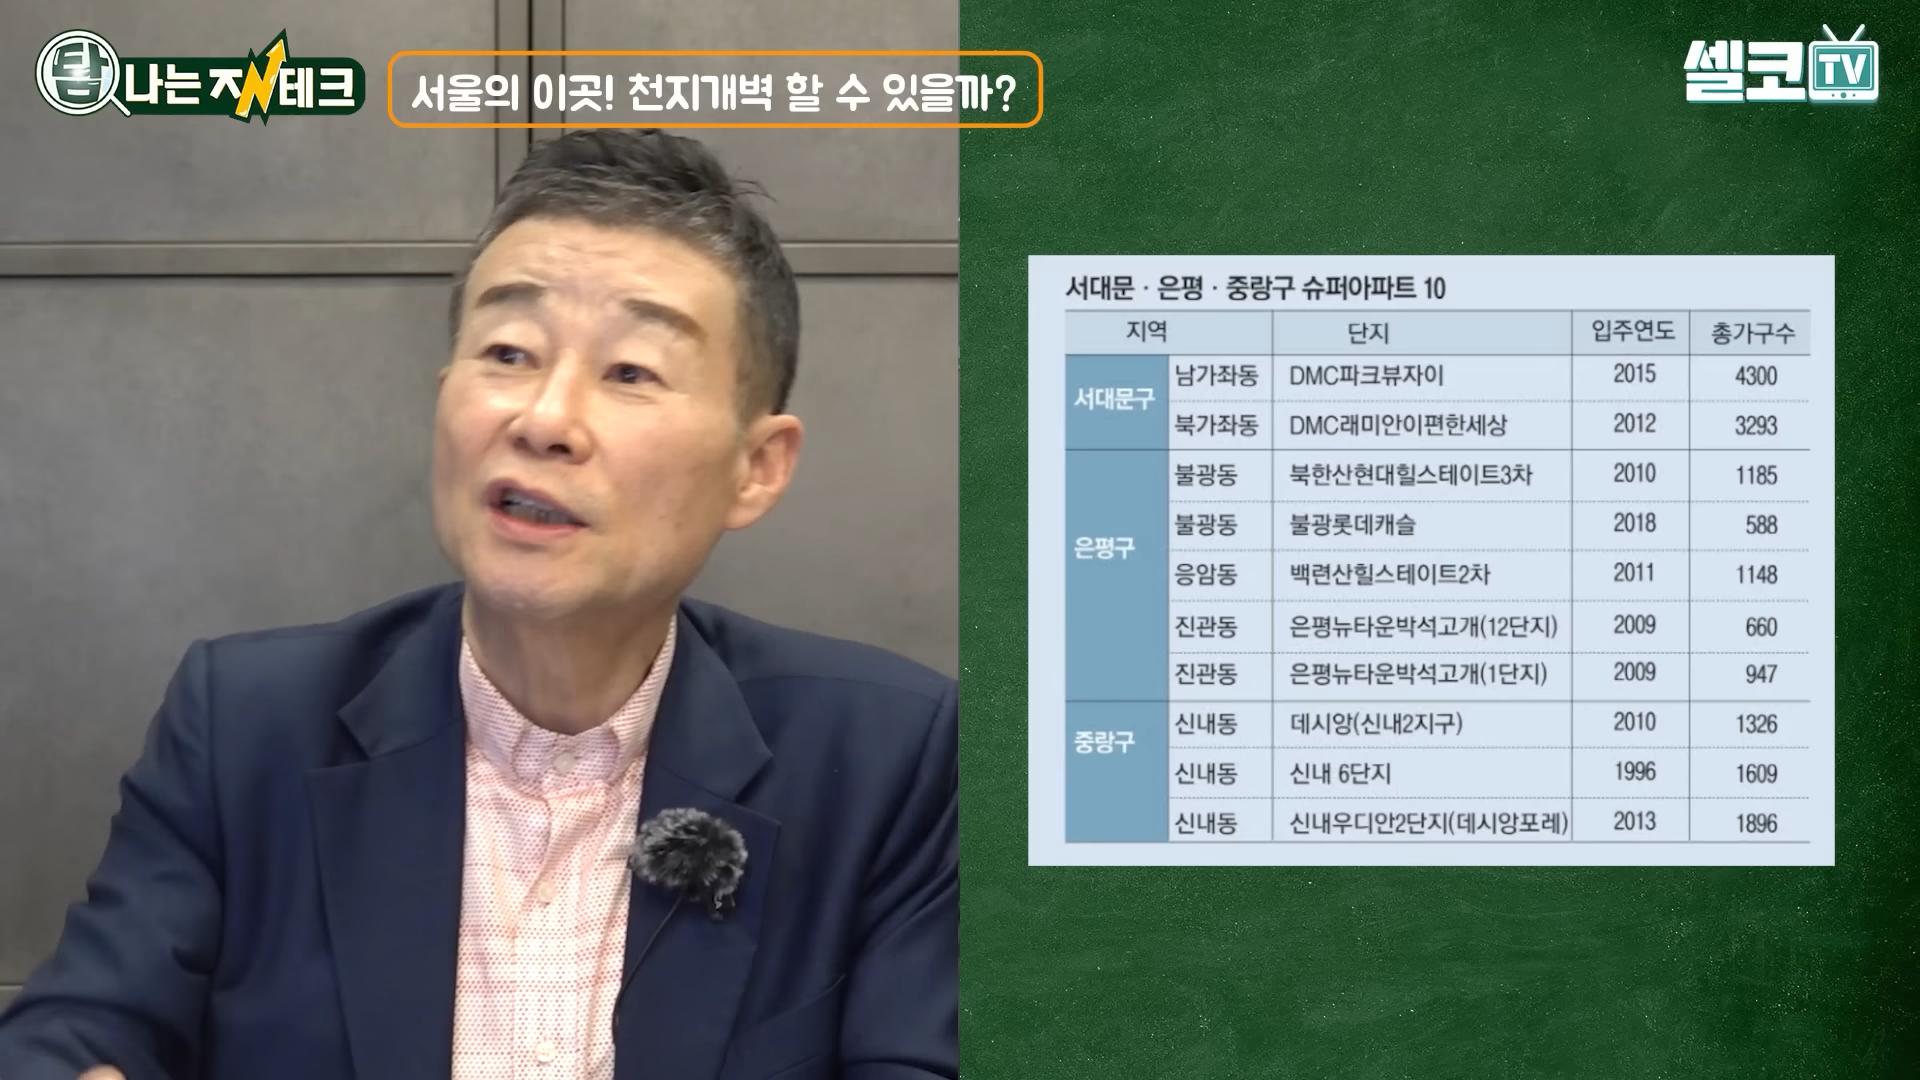 나는 재테크
서울의 이곳! 천지개벽 할 수 있을까?
셀코TV
서대문 · 은평 · 중랑구 슈퍼아파트 10
지역 단지 입주연도 총가구수
서대문구 남가좌동 DMC파크뷰자이 2015 4300
북가좌동 DMC래미안이편한세상 2012 3293
은평구 불광동 북한산현대힐스테이트3차 2010 1185
불광동 불광롯데캐슬 2018 588
응암동 백련산힐스테이트2차 2011 1148
진관동 은평뉴타운박석고개(12단지) 2009 660
진관동 은평뉴타운박석고개(1단지) 2009 947
중랑구 신내동 데시앙(신내2지구) 2010 1326
신내동 신내 6단지 1996 1609
신내동 신내우디안2단지(데시앙포레) 2013 1896